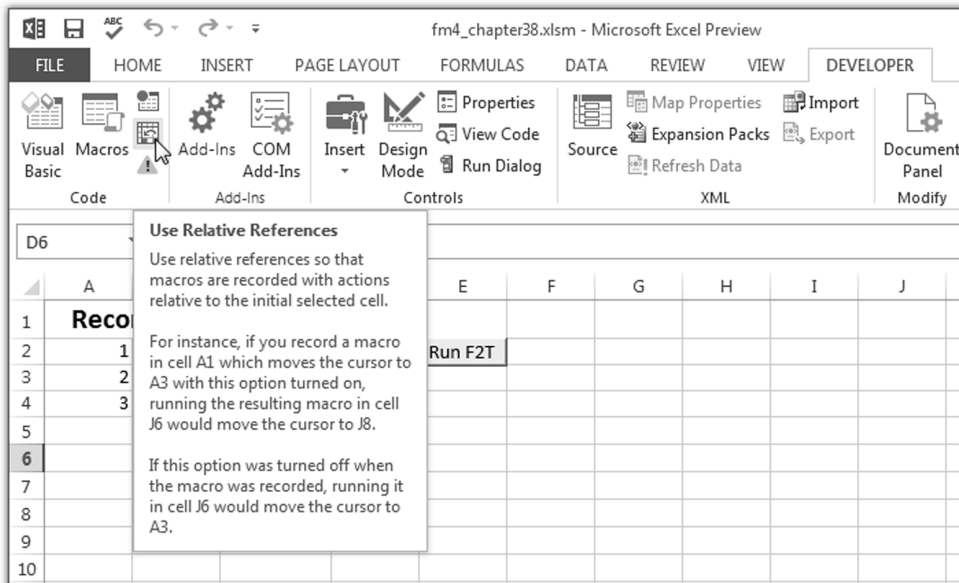 ABC
fm4_chapter38.xlsm - Microsoft Excel Preview
FILE HOME INSERT PAGE LAYOUT FORMULAS DATA REVIEW VIEW DEVELOPER
Visual Basic
Macros
Code
Add-Ins
COM Add-Ins
Add-Ins
Insert
Design Mode
Properties
View Code
Run Dialog
Controls
Source
Map Properties
Expansion Packs
Refresh Data
Import
Export
XML
Document Panel
Modify
D6
Use Relative References
Use relative references so that
macros are recorded with actions
relative to the initial selected cell.
For instance, if you record a macro
in cell A1 which moves the cursor to
A3 with this option turned on,
running the resulting macro in cell
J6 would move the cursor to J8.
If this option was turned off when
the macro was recorded, running it
in cell J6 would move the cursor to
A3.
A E F G H I J
1 Reco
2 1 Run F2T
3 2
4 3
5
6
7
8
9
10